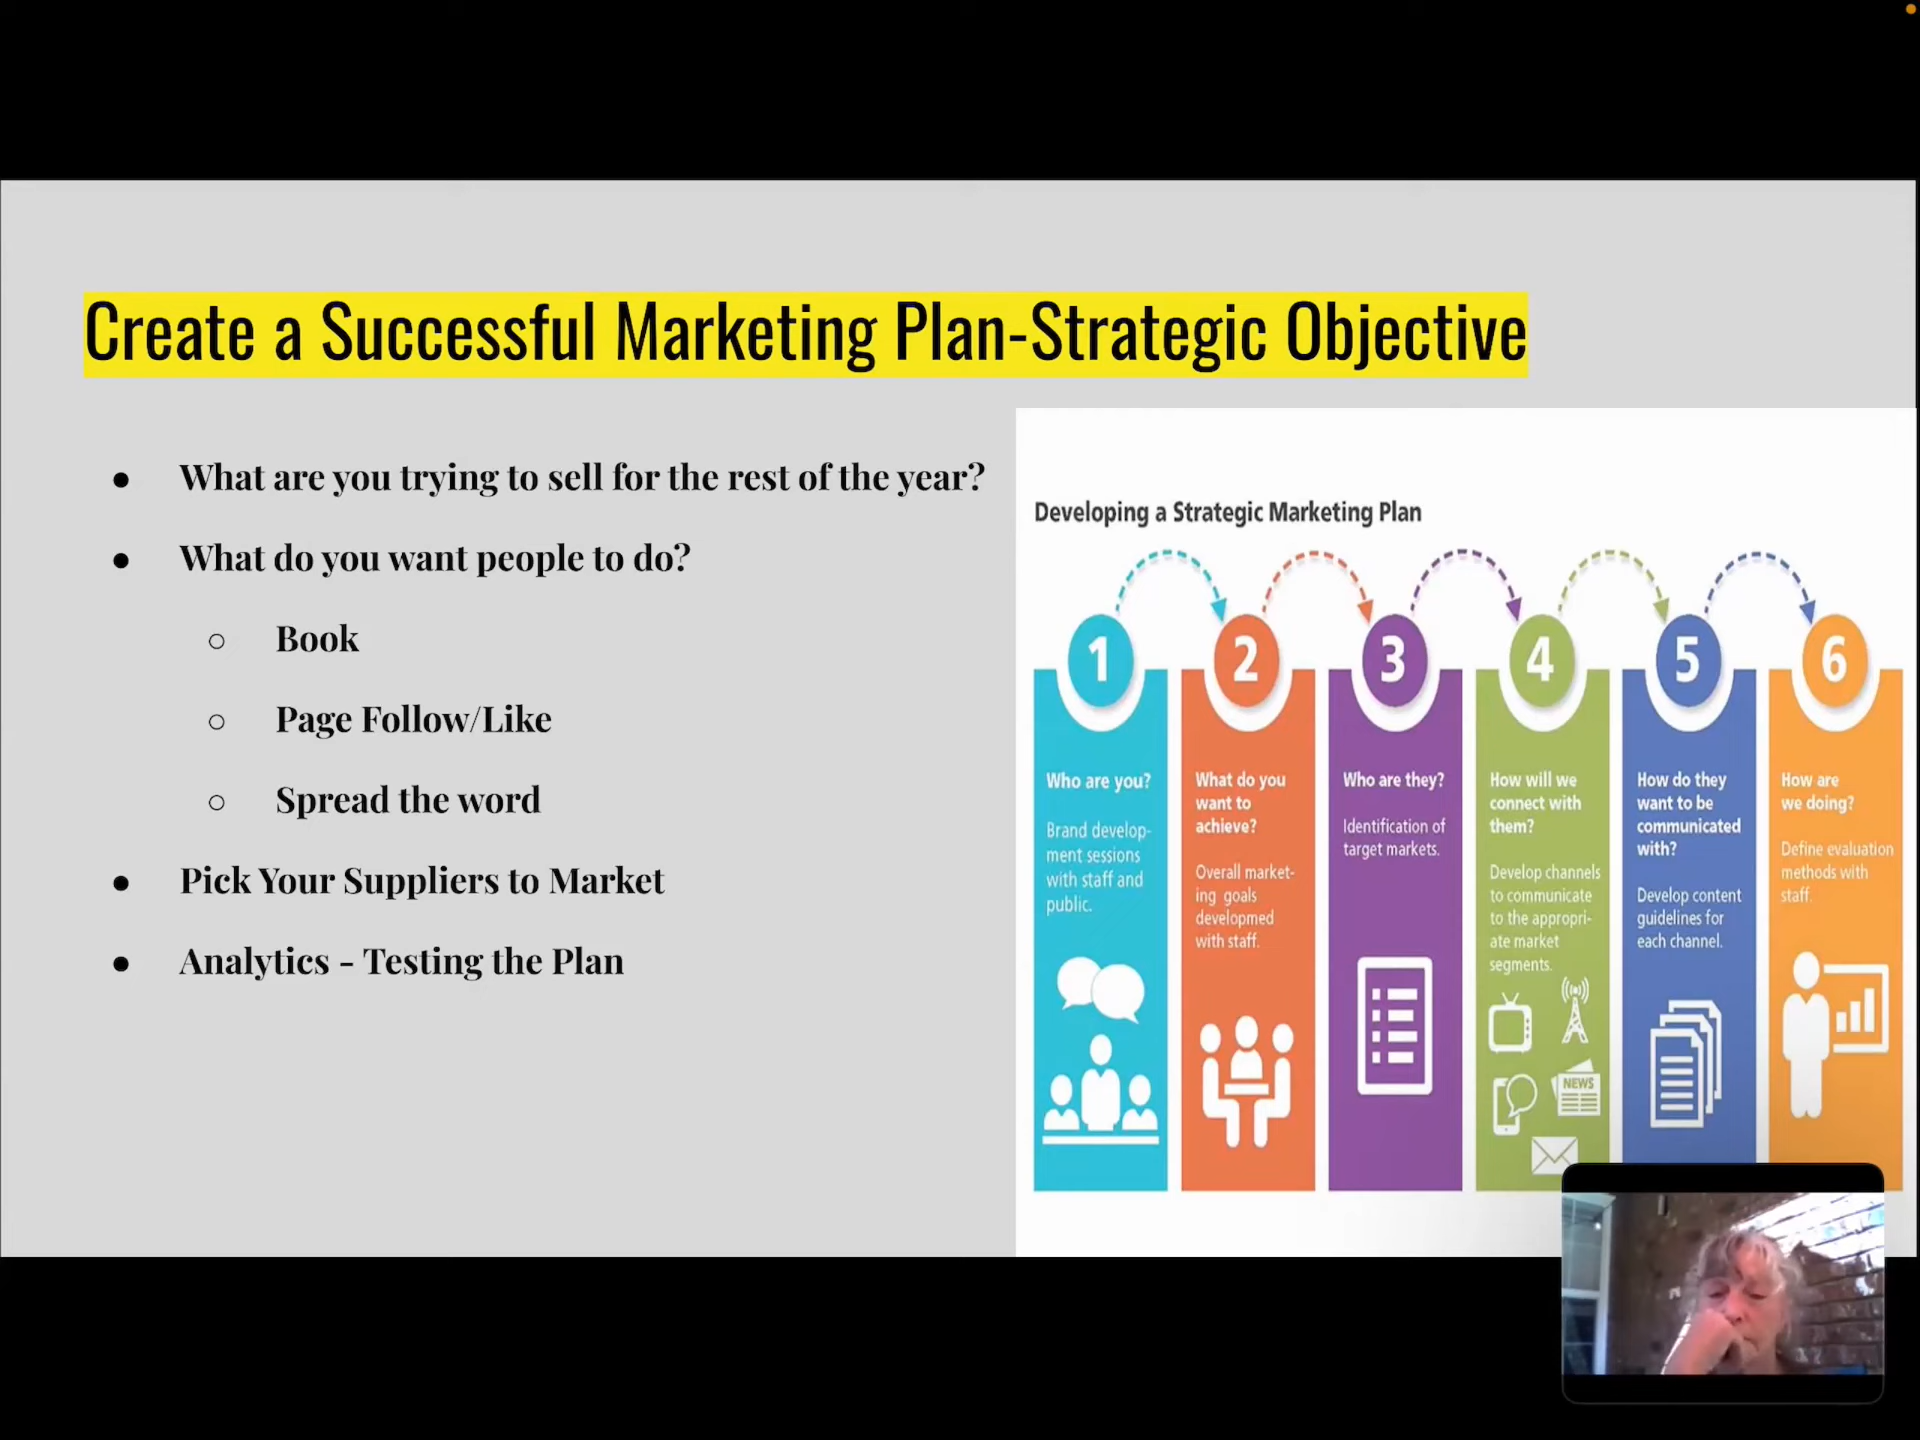 Create a Successful Marketing Plan-Strategic Objective
● What are you trying to sell for the rest of the year?
● What do you want people to do?
○ Book
○ Page Follow/Like
○ Spread the word
● Pick Your Suppliers to Market
● Analytics - Testing the Plan
Developing a Strategic Marketing Plan
1
Who are you?
Brand develop-
ment sessions
with staff and
public.
2
What do you
want to
achieve?
Overall market-
ing goals
developmed
with staff.
3
Who are they?
Identification of
target markets.
4
How will we
connect with
them?
Develop channels
to communicate
to the appropri-
ate market
segments.
NEWS
5
How do they
want to be
communicated
with?
Develop content
guidelines for
each channel.
6
How are
we doing?
Define evaluation
methods with
staff.